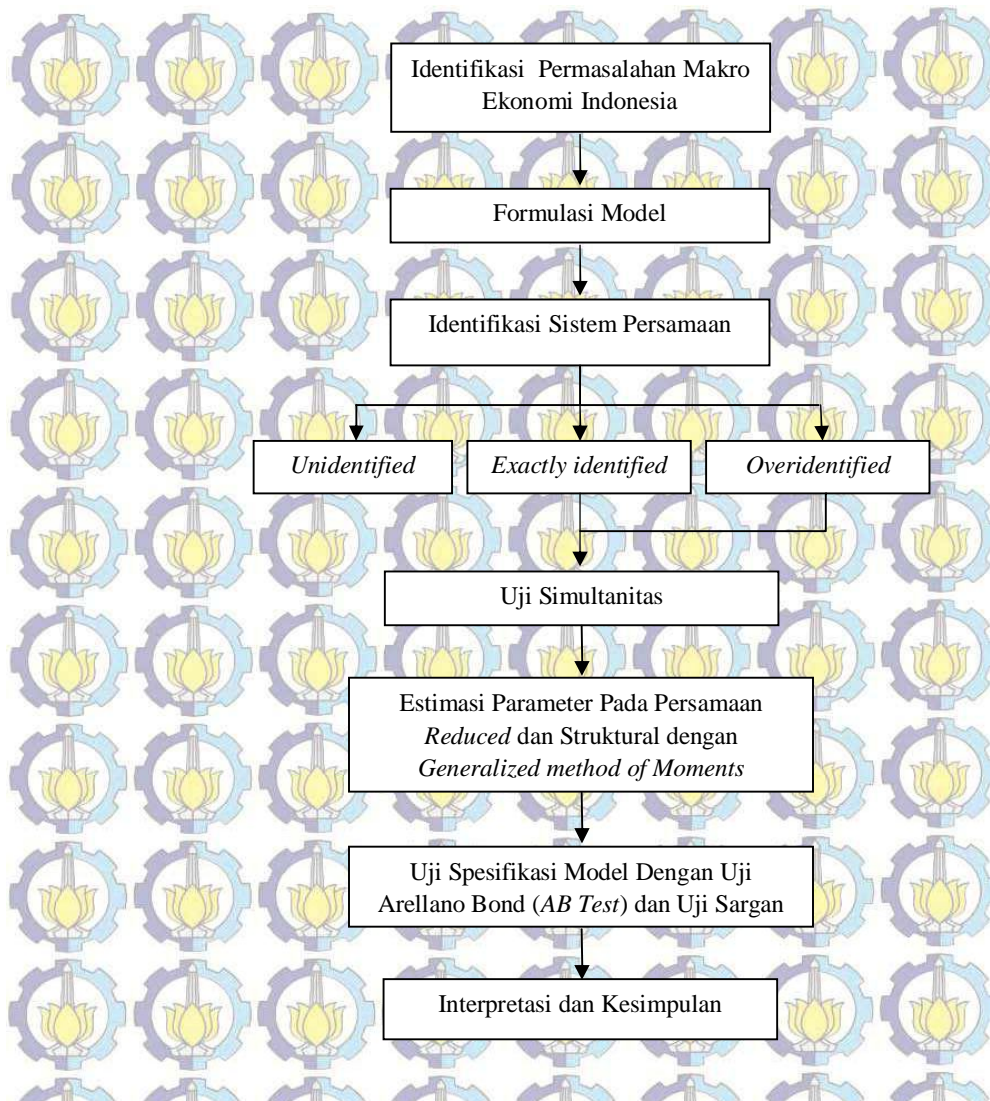 Identifikasi Permasalahan Makro
Ekonomi Indonesia
Formulasi Model
Identifikasi Sistem Persamaan
Unidentified
Exactly identified
Overidentified
Uji Simultanitas
Estimasi Parameter Pada Persamaan
Reduced dan Struktural dengan
Generalized method of Moments
Uji Spesifikasi Model Dengan Uji
Arellano Bond (AB Test) dan Uji Sargan
Interpretasi dan Kesimpulan